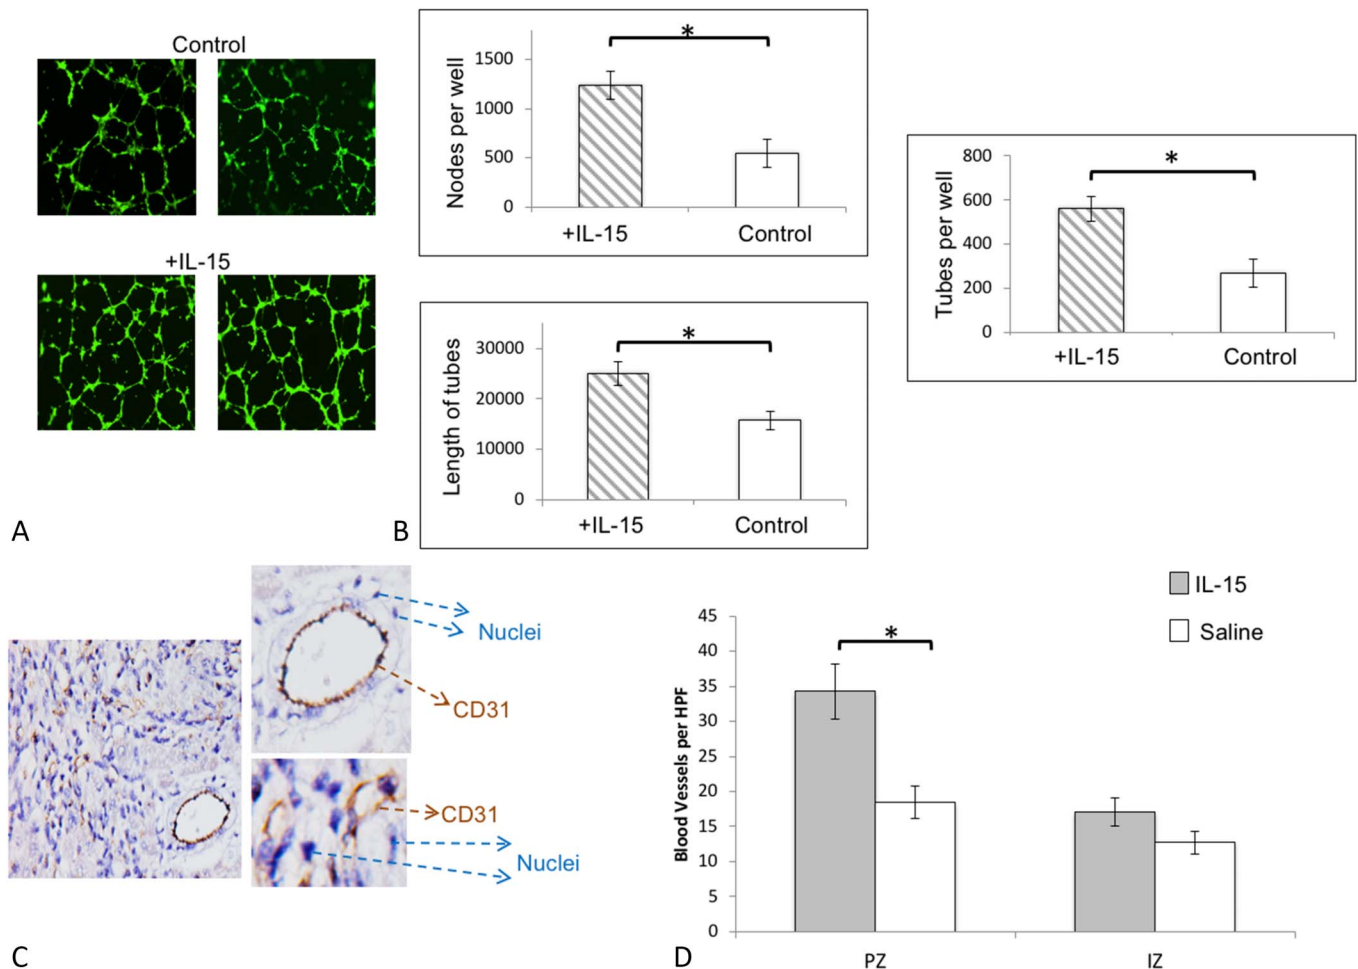 Control
+IL-15
A
*
1500
1000
500
0
Nodes per well
+IL-15
Control
*
30000
20000
10000
0
Length of tubes
+IL-15
Control
*
800
600
400
200
0
Tubes per well
+IL-15
Control
B
Nuclei
CD31
CD31
Nuclei
C
IL-15
Saline
*
45
40
35
30
25
20
15
10
5
0
Blood Vessels per HPF
PZ
IZ
D